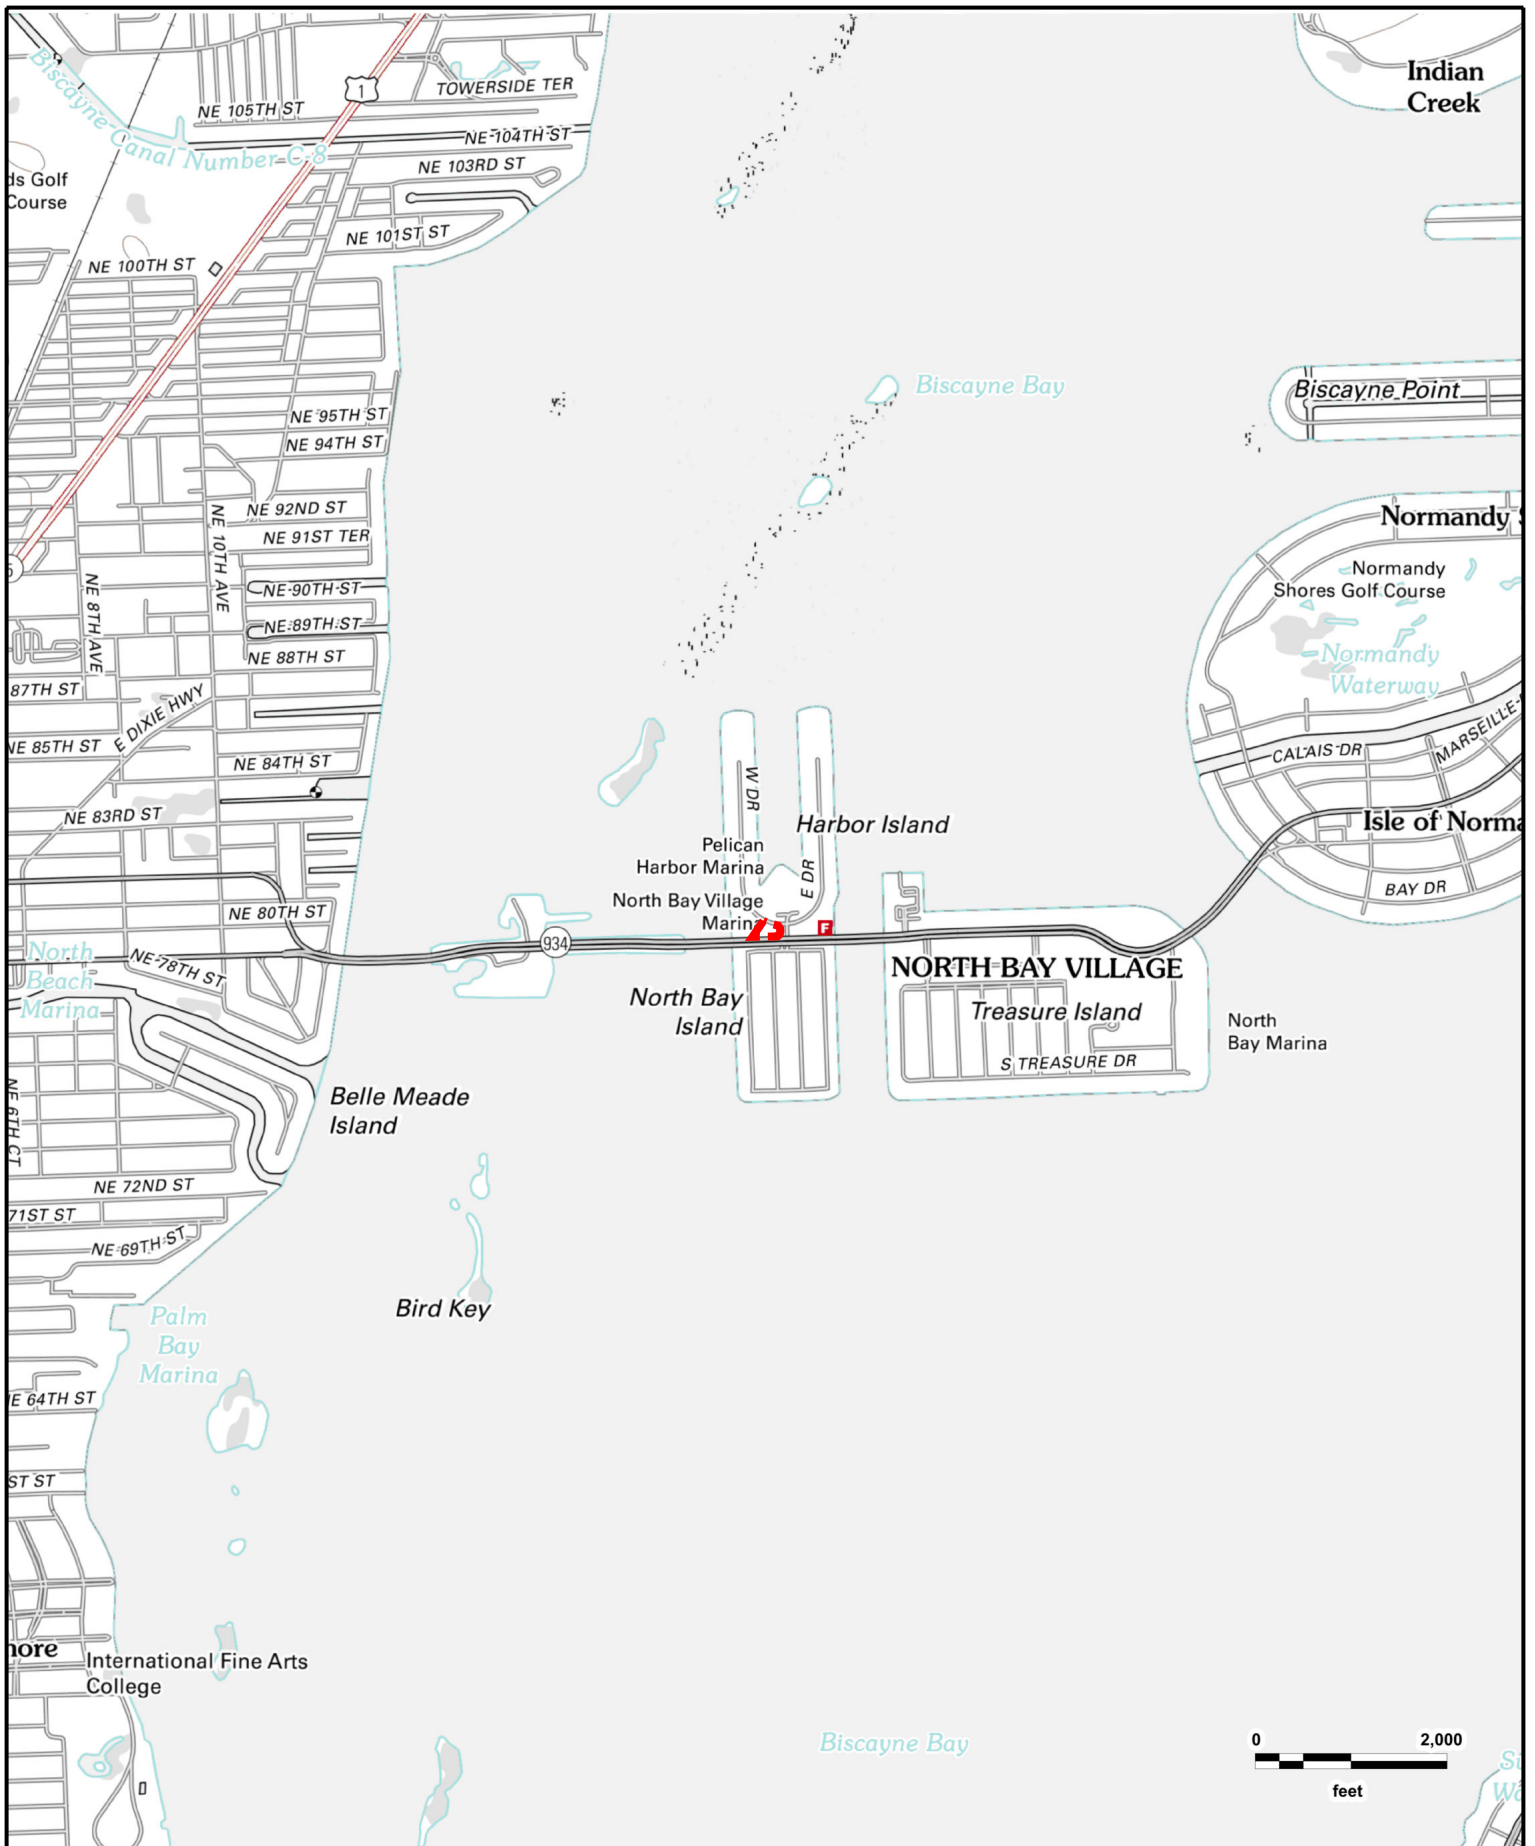 Indian
Creek
1
TOWERSIDE TER
NE 105TH ST
Biscayne Canal Number C-8
NE 104TH ST
NE 103RD ST
ds Golf
Course
NE 101ST ST
NE 100TH ST
Biscayne Bay
Biscayne Point
NE 95TH ST
NE 94TH ST
NE 92ND ST
NE 10TH AVE
NE 91ST TER
Normandy S
Normandy
Shores Golf Course
NE 90TH ST
NE 8TH AVE
NE 89TH ST
NE 88TH ST
Normandy
Waterway
87TH ST
E DIXIE HWY
MARSEILLE
NE 85TH ST
CALAIS DR
NE 84TH ST
W DR
NE 83RD ST
Harbor Island
Isle of Norma
Pelican
Harbor Marina
E DR
BAY DR
North Bay Village
Marina
F
NE 80TH ST
934
North
Beach
Marina
NE 78TH ST
NORTH BAY VILLAGE
North Bay
Island
Treasure Island
North
Bay Marina
S TREASURE DR
NE 6TH CT
Belle Meade
Island
NE 72ND ST
71ST ST
NE 69TH ST
Bird Key
Palm
Bay
Marina
E 64TH ST
ST ST
hore
International Fine Arts
College
Biscayne Bay
0 2,000
feet